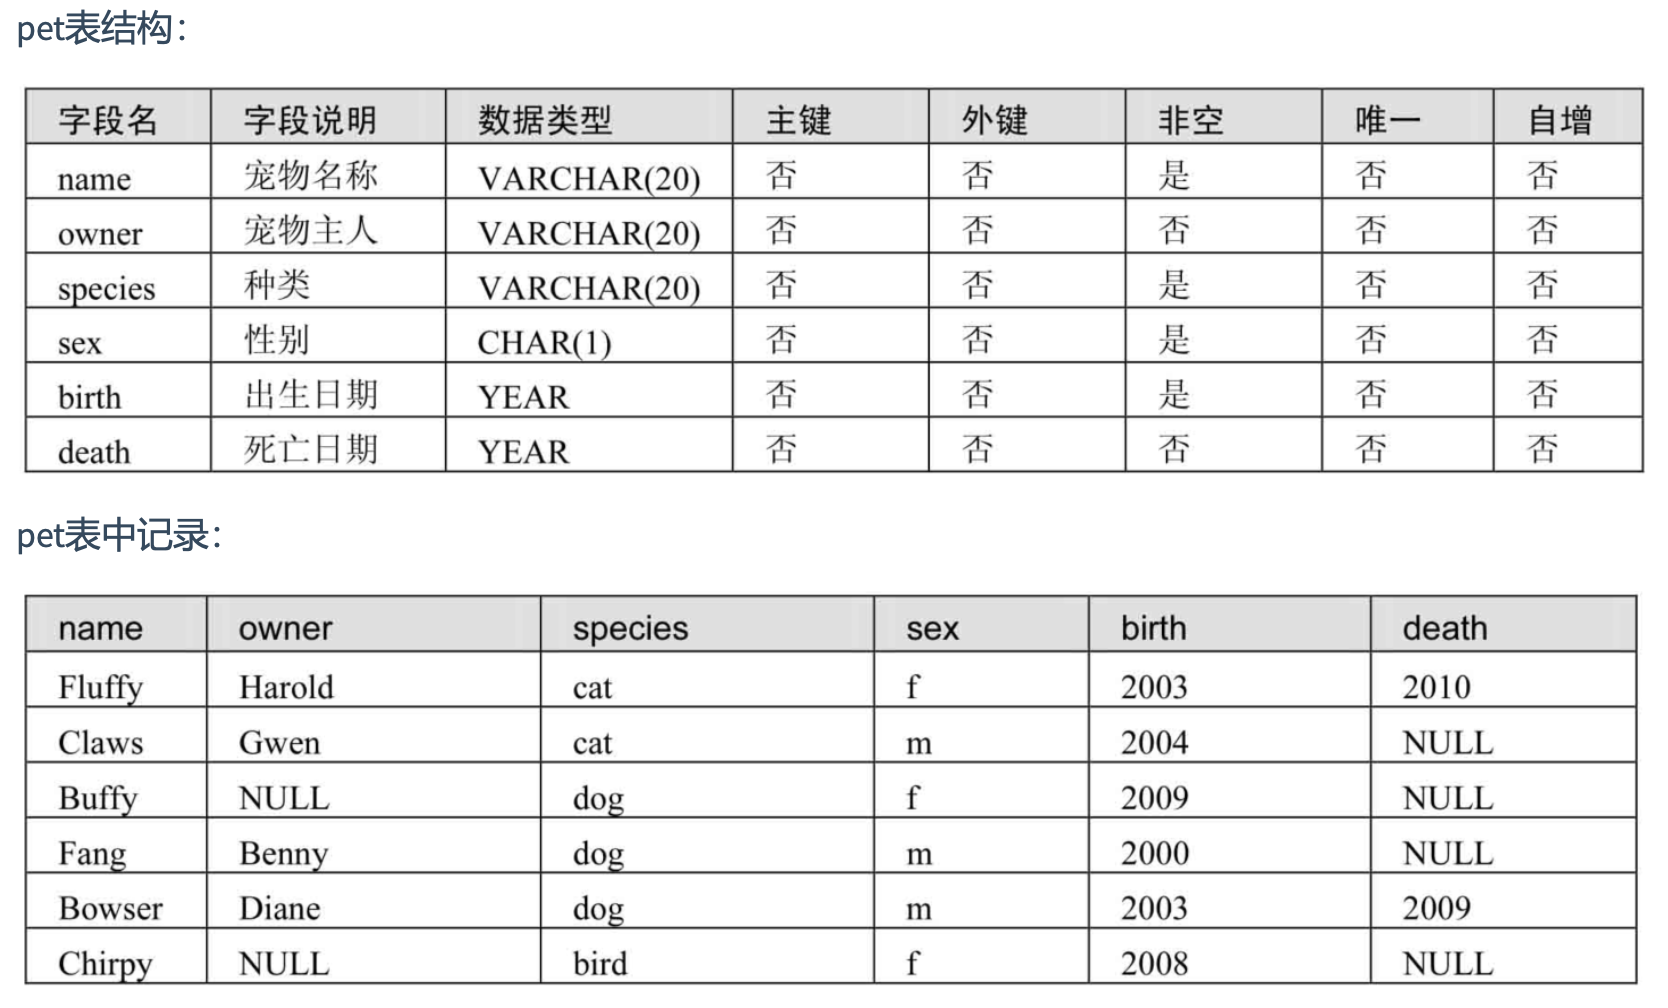 pet表结构：
字段名 字段说明 数据类型 主键 外键 非空 唯一 自增
name 宠物名称 VARCHAR(20) 否 否 是 否 否
owner 宠物主人 VARCHAR(20) 否 否 否 否 否
species 种类 VARCHAR(20) 否 否 是 否 否
sex 性别 CHAR(1) 否 否 是 否 否
birth 出生日期 YEAR 否 否 是 否 否
death 死亡日期 YEAR 否 否 否 否 否
pet表中记录：
name owner species sex birth death
Fluffy Harold cat f 2003 2010
Claws Gwen cat m 2004 NULL
Buffy NULL dog f 2009 NULL
Fang Benny dog m 2000 NULL
Bowser Diane dog m 2003 2009
Chirpy NULL bird f 2008 NULL